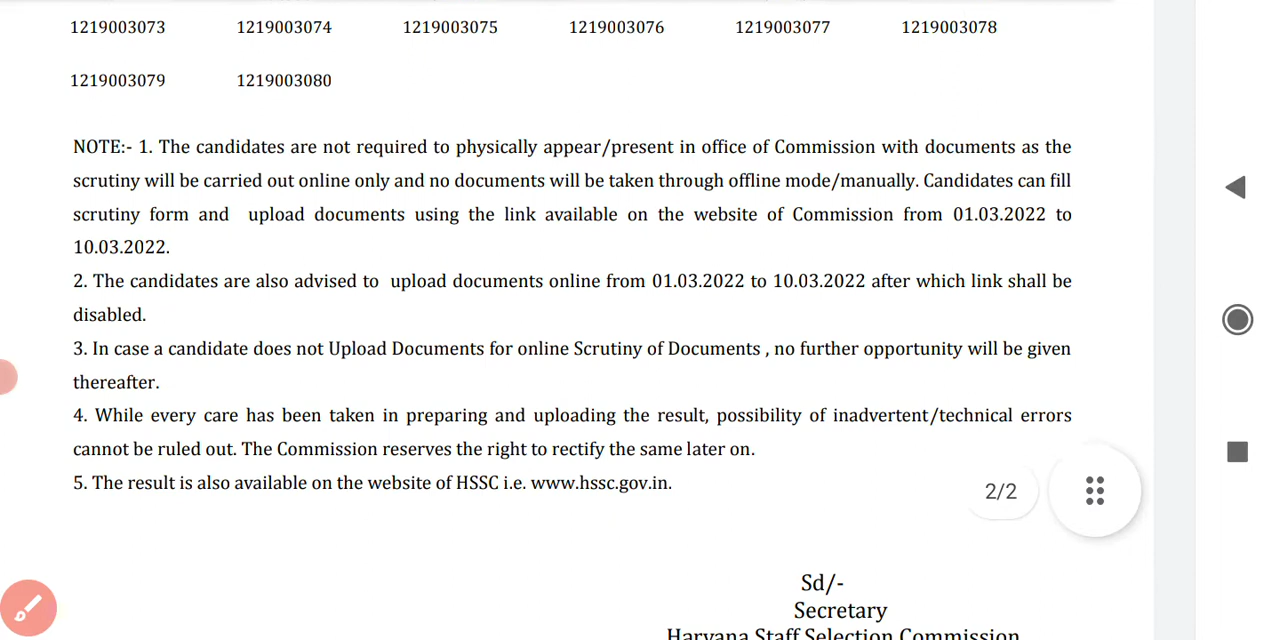 1219003073 1219003074 1219003075 1219003076 1219003077 1219003078
1219003079 1219003080
NOTE:- 1. The candidates are not required to physically appear/present in office of Commission with documents as the
scrutiny will be carried out online only and no documents will be taken through offline mode/manually. Candidates can fill
scrutiny form and upload documents using the link available on the website of Commission from 01.03.2022 to
10.03.2022.
2. The candidates are also advised to upload documents online from 01.03.2022 to 10.03.2022 after which link shall be
disabled.
3. In case a candidate does not Upload Documents for online Scrutiny of Documents , no further opportunity will be given
thereafter.
4. While every care has been taken in preparing and uploading the result, possibility of inadvertent/technical errors
cannot be ruled out. The Commission reserves the right to rectify the same later on.
5. The result is also available on the website of HSSC i.e. www.hssc.gov.in.
2/2
Sd/-
Secretary
Haryana Staff Selection Commission